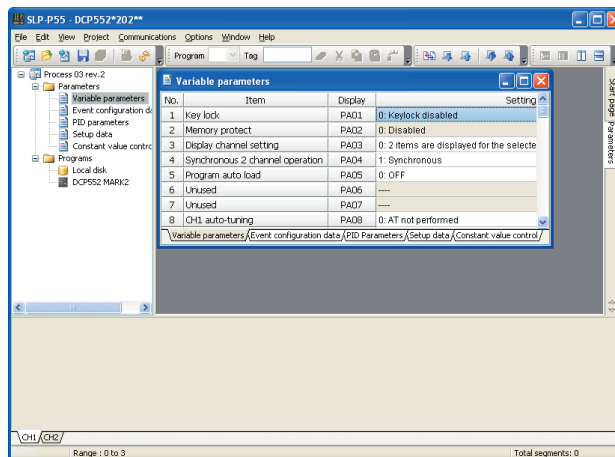 SLP-P55 - DCP552*202**
File Edit View Project Communications Options Window Help
Program Tag
Process 03 rev.2
Parameters
Variable parameters
Event configuration da
PID parameters
Setup data
Constant value contro
Programs
Local disk
DCP552 MARK2
Variable parameters
No. Item Display Setting
1 Key lock PA01 0: Keylock disabled
2 Memory protect PA02 0: Disabled
3 Display channel setting PA03 0: 2 items are displayed for the selecte
4 Synchronous 2 channel operation PA04 1: Synchronous
5 Program auto load PA05 0: OFF
6 Unused PA06 ----
7 Unused PA07 ----
8 CH1 auto-tuning PA08 0: AT not performed
Variable parameters Event configuration data PID Parameters Setup data Constant value control
Start page
Parameters
CH1 CH2
Range : 0 to 3 Total segments: 0